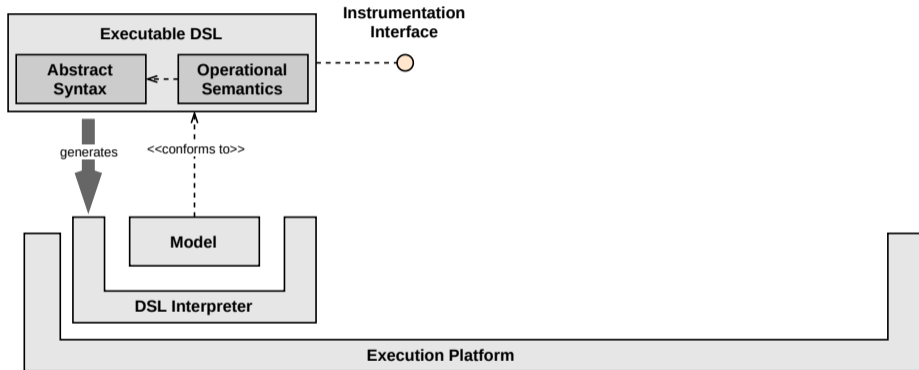 Instrumentation
Interface
Executable DSL
Abstract
Syntax
Operational
Semantics
generates
<<conforms to>>
Model
DSL Interpreter
Execution Platform